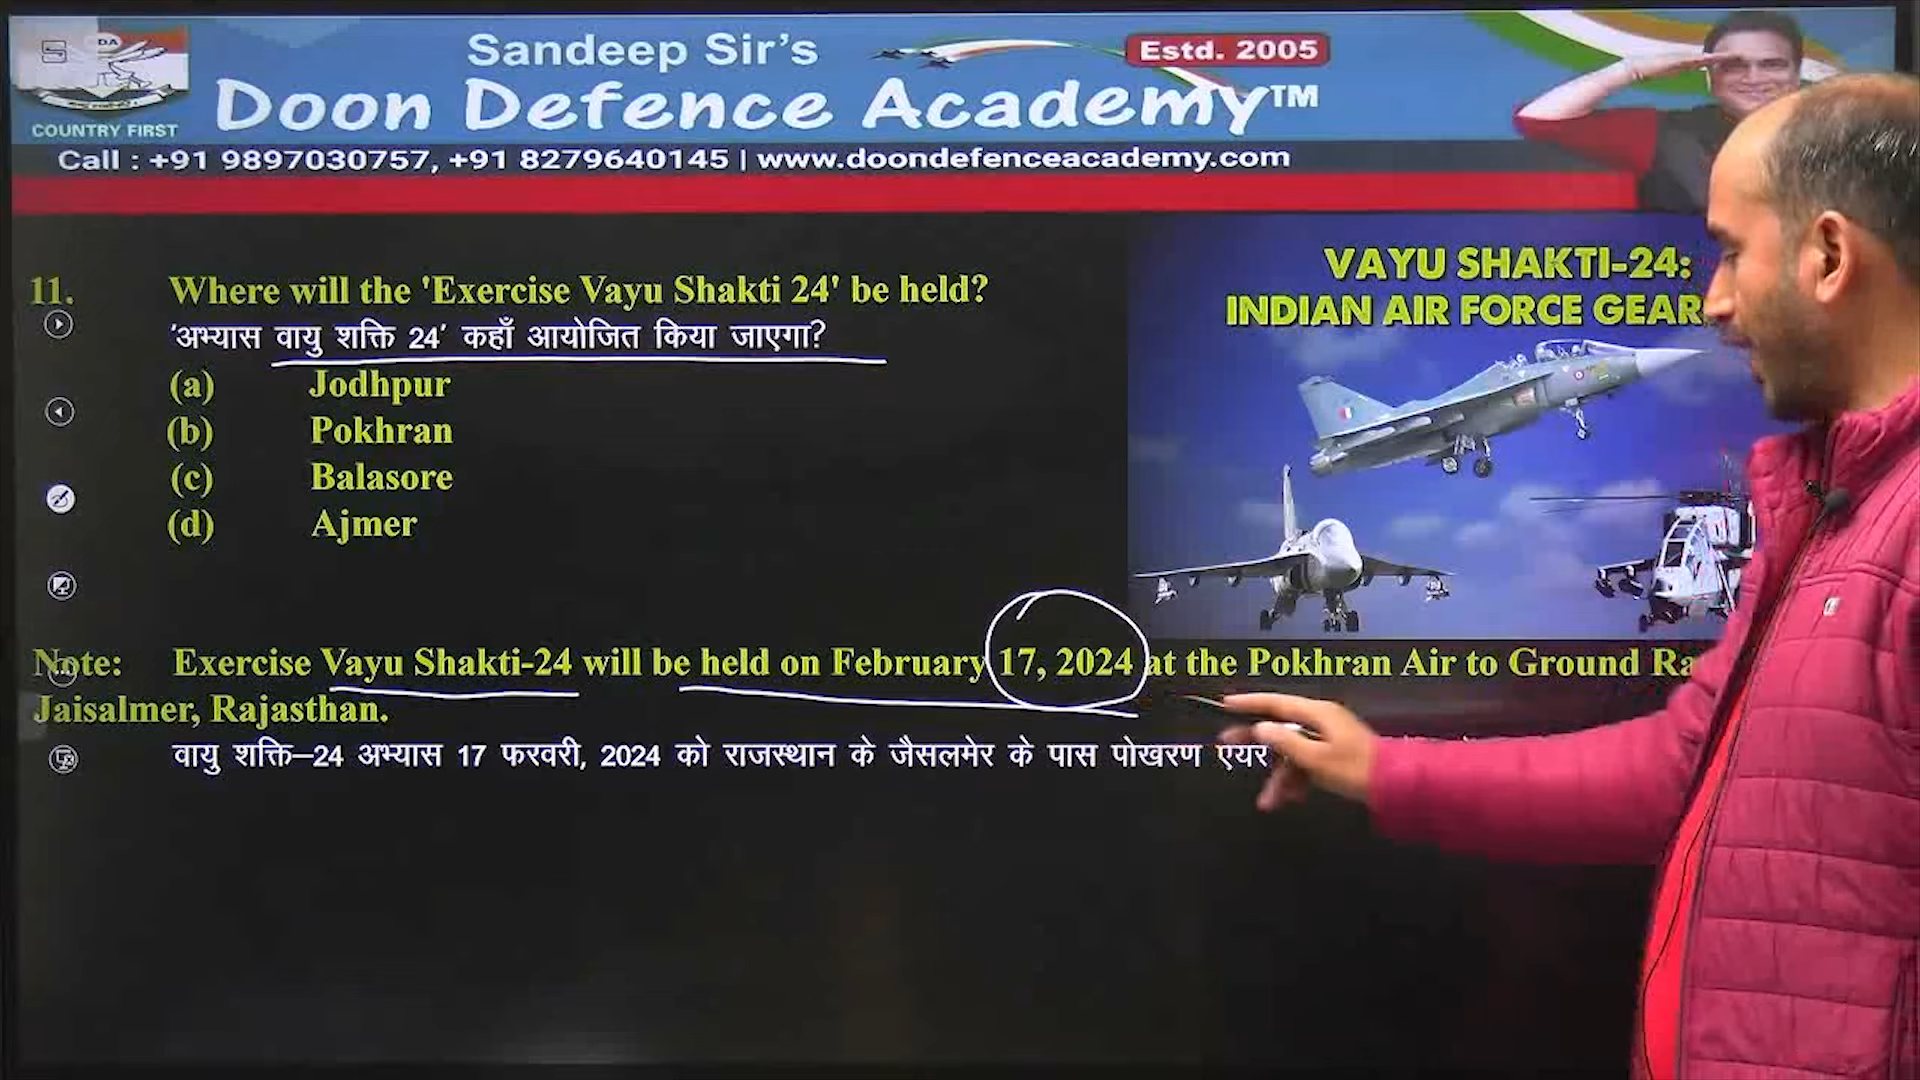 Sandeep Sir's
Estd. 2005
Doon Defence Academy™
COUNTRY FIRST
Call : +91 9897030757, +91 8279640145 | www.doondefenceacademy.com
VAYU SHAKTI-24:
INDIAN AIR FORCE GEAR
11. Where will the 'Exercise Vayu Shakti 24' be held?
'अभ्यास वायु शक्ति 24' कहाँ आयोजित किया जाएगा?
(a) Jodhpur
(b) Pokhran
(c) Balasore
(d) Ajmer
Note: Exercise Vayu Shakti-24 will be held on February 17, 2024 at the Pokhran Air to Ground
Jaisalmer, Rajasthan.
वायु शक्ति–24 अभ्यास 17 फरवरी, 2024 को राजस्थान के जैसलमेर के पास पोखरण एयर